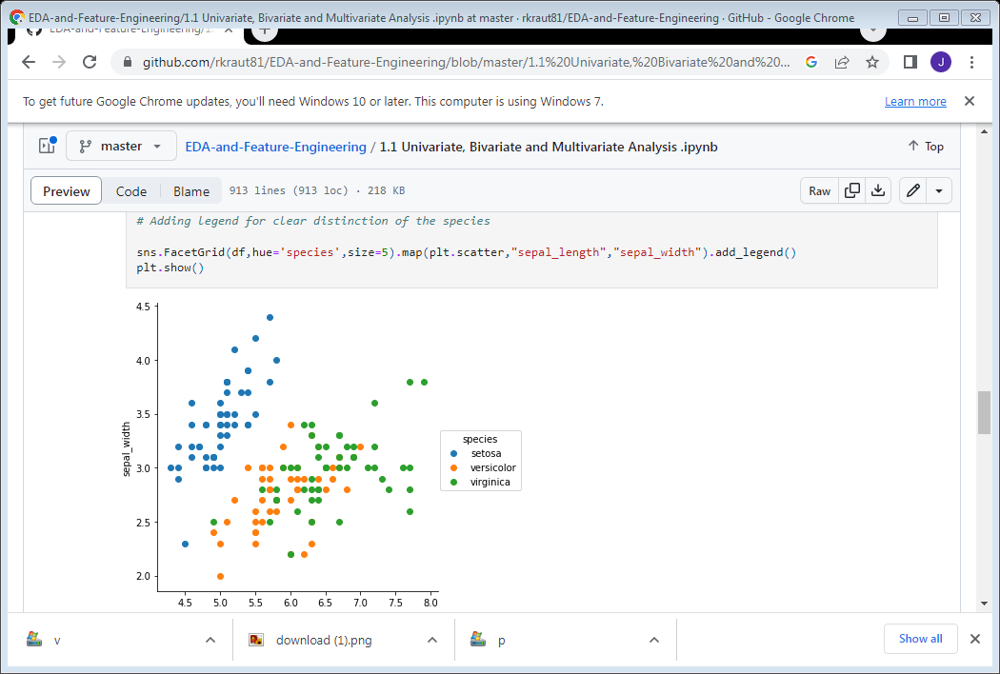 EDA-and-Feature-Engineering/1.1 Univariate, Bivariate and Multivariate Analysis .ipynb at master · rkraut81/EDA-and-Feature-Engineering · GitHub - Google Chrome
EDA-and-Feature-Engineering/1.
github.com/rkraut81/EDA-and-Feature-Engineering/blob/master/1.1%20Univariate,%20Bivariate%20and%20... J
To get future Google Chrome updates, you'll need Windows 10 or later. This computer is using Windows 7. Learn more
master EDA-and-Feature-Engineering / 1.1 Univariate, Bivariate and Multivariate Analysis .ipynb Top
Preview Code Blame 913 lines (913 loc) · 218 KB Raw
# Adding legend for clear distinction of the species
sns.FacetGrid(df,hue='species',size=5).map(plt.scatter,"sepal_length","sepal_width").add_legend()
plt.show()
4.5
4.0
3.5
3.0
2.5
2.0
sepal_width
4.5 5.0 5.5 6.0 6.5 7.0 7.5 8.0
species
setosa
versicolor
virginica
v download (1).png p Show all